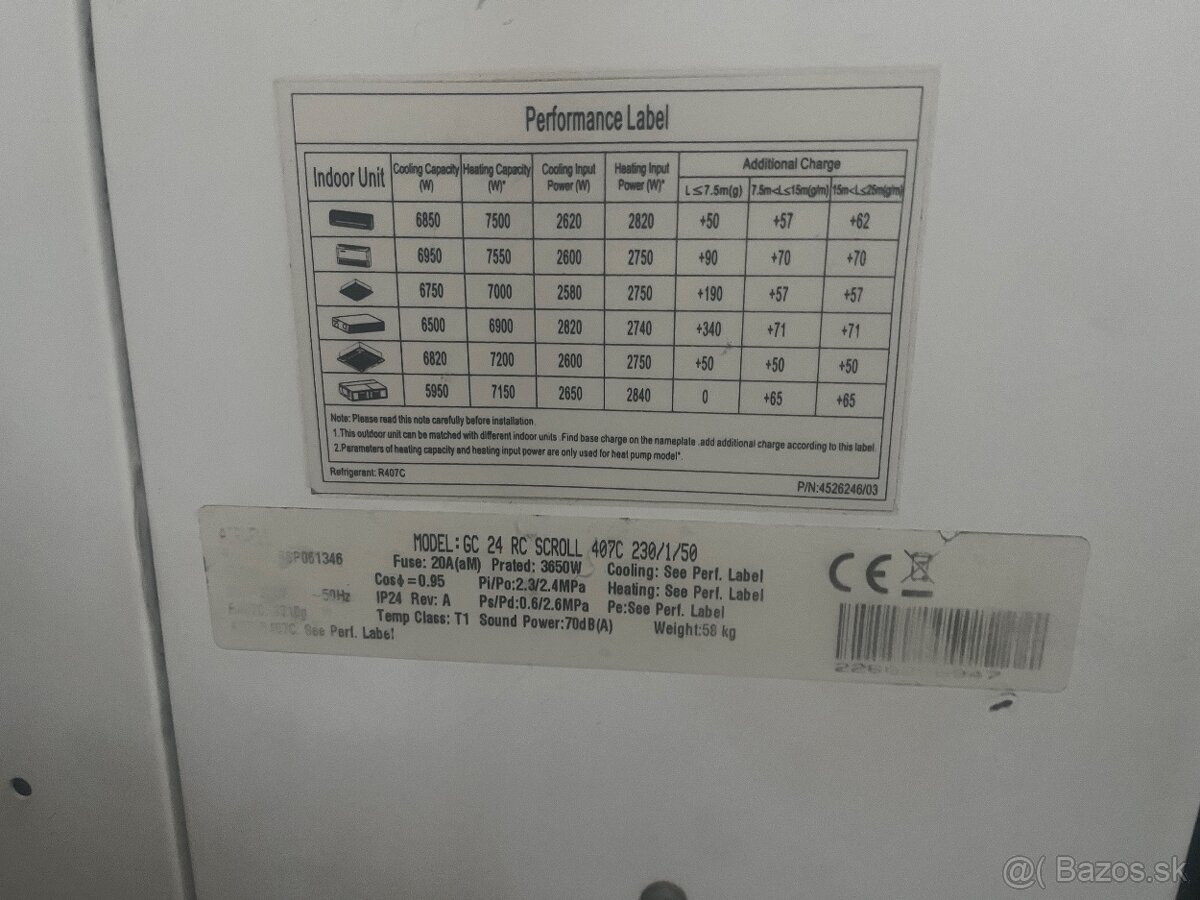 Performance Label
Indoor Unit Cooling Capacity (W) Heating Capacity (W)* Cooling Input Power (W) Heating Input Power (W)* Additional Charge
L≤7.5m(g) 7.5m<L≤15m(g/m) 15m<L≤25m(g/m)
6850 7500 2620 2820 +50 +57 +62
6950 7550 2600 2750 +90 +70 +70
6750 7000 2580 2750 +190 +57 +57
6500 6900 2820 2740 +340 +71 +71
6820 7200 2600 2750 +50 +50 +50
5950 7150 2650 2840 0 +65 +65
Note: Please read this note carefully before installation.
1.This outdoor unit can be matched with different indoor units .Find base charge on the nameplate .add additional charge according to this label.
2.Parameters of heating capacity and heating input power are only used for heat pump model*.
Refrigerant: R407C
P/N:4526246/03
MODEL: GC 24 RC SCROLL 407C 230/1/50
Fuse: 20A(aM) Prated: 3650W Cooling: See Perf. Label
Cosϕ=0.95 Pi/Po:2.3/2.4MPa Heating: See Perf. Label
~50Hz IP24 Rev: A Ps/Pd:0.6/2.6MPa Pe:See Perf. Label
Temp Class: T1 Sound Power:70dB(A) Weight:58 kg
See Perf. Label
CE
@( Bazos.sk